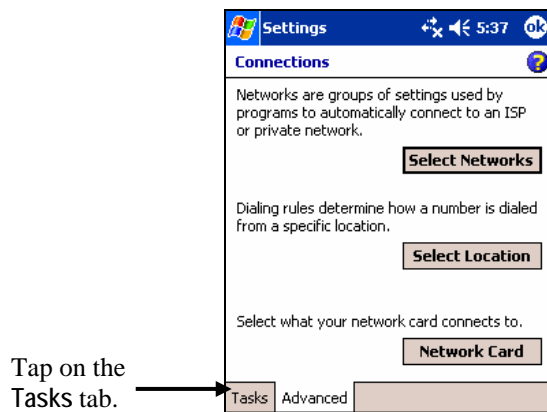 Settings 5:37 ok
Connections ?
Networks are groups of settings used by
programs to automatically connect to an ISP
or private network.
Select Networks
Dialing rules determine how a number is dialed
from a specific location.
Select Location
Select what your network card connects to.
Network Card
Tap on the
Tasks tab.
Tasks Advanced